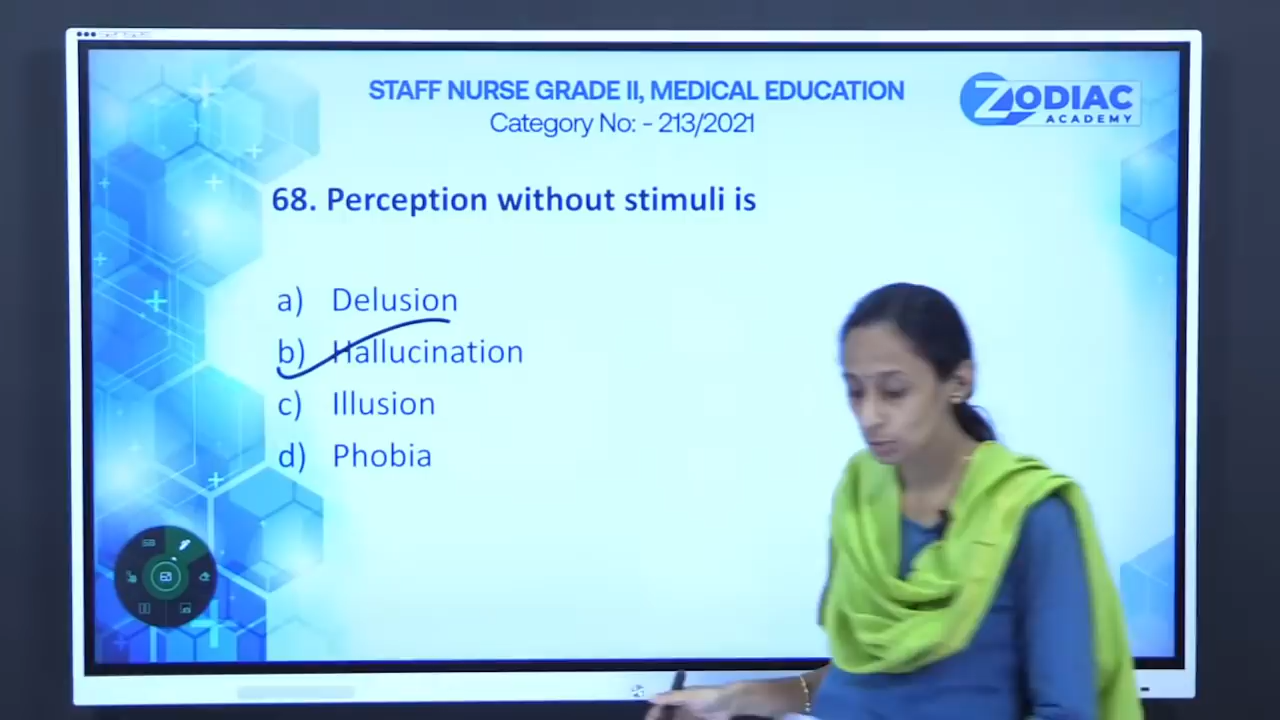 STAFF NURSE GRADE II, MEDICAL EDUCATION
Category No: - 213/2021
ZODIAC
ACADEMY
68. Perception without stimuli is
a) Delusion
b) Hallucination
c) Illusion
d) Phobia